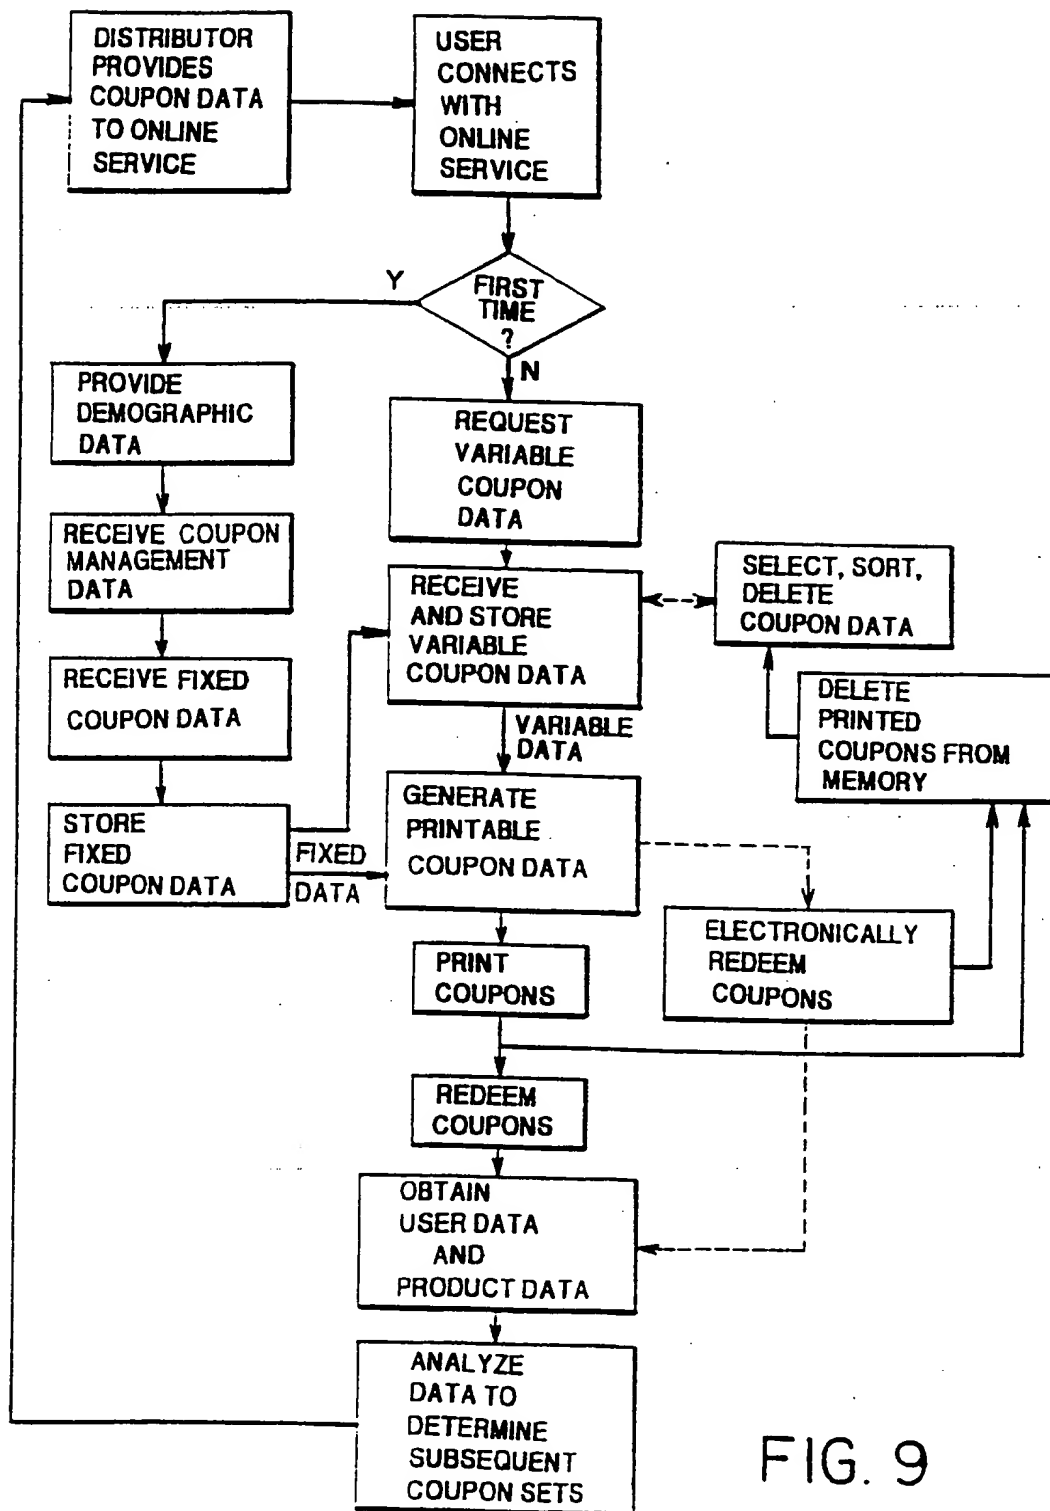 DISTRIBUTOR
PROVIDES
COUPON DATA
TO ONLINE
SERVICE
USER
CONNECTS
WITH
ONLINE
SERVICE
Y
FIRST
TIME
?
N
PROVIDE
DEMOGRAPHIC
DATA
REQUEST
VARIABLE
COUPON
DATA
RECEIVE COUPON
MANAGEMENT
DATA
RECEIVE
AND STORE
VARIABLE
COUPON DATA
SELECT, SORT,
DELETE
COUPON DATA
RECEIVE FIXED
COUPON DATA
VARIABLE
DATA
DELETE
PRINTED
COUPONS FROM
MEMORY
STORE
FIXED
COUPON DATA
FIXED
DATA
GENERATE
PRINTABLE
COUPON DATA
PRINT
COUPONS
ELECTRONICALLY
REDEEM
COUPONS
REDEEM
COUPONS
OBTAIN
USER DATA
AND
PRODUCT DATA
ANALYZE
DATA TO
DETERMINE
SUBSEQUENT
COUPON SETS
FIG. 9